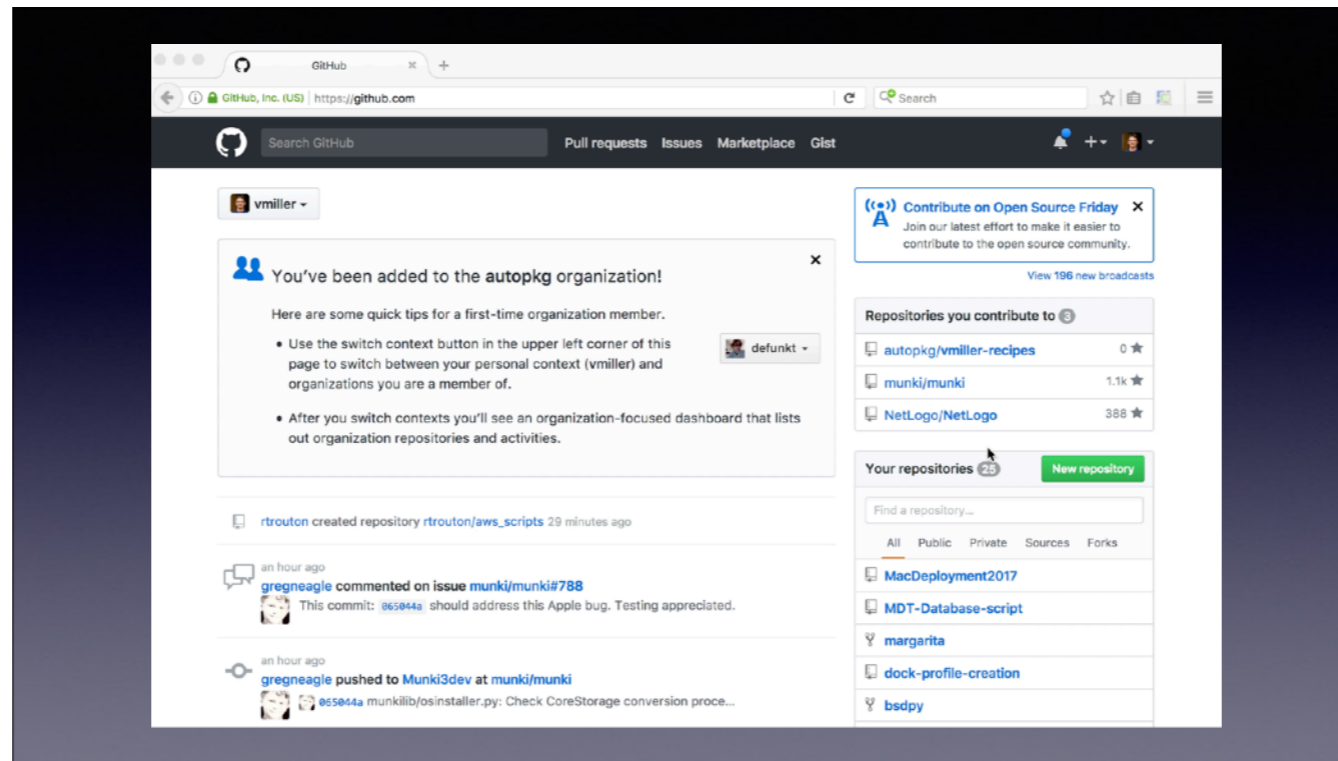 GitHub
GitHub, Inc. (US) https://github.com
Search
Search GitHub
Pull requests Issues Marketplace Gist
vmiller
You've been added to the autopkg organization!
Here are some quick tips for a first-time organization member.
• Use the switch context button in the upper left corner of this
page to switch between your personal context (vmiller) and
organizations you are a member of.
defunkt
• After you switch contexts you'll see an organization-focused dashboard that lists
out organization repositories and activities.
rtrouton created repository rtrouton/aws_scripts 29 minutes ago
an hour ago
gregneagle commented on issue munki/munki#788
This commit: 065044a should address this Apple bug. Testing appreciated.
an hour ago
gregneagle pushed to Munki3dev at munki/munki
065044a munkilib/osinstaller.py: Check CoreStorage conversion proce...
Contribute on Open Source Friday
Join our latest effort to make it easier to
contribute to the open source community.
View 196 new broadcasts
Repositories you contribute to 3
autopkg/vmiller-recipes 0
munki/munki 1.1k
NetLogo/NetLogo 388
Your repositories 25
New repository
Find a repository...
All Public Private Sources Forks
MacDeployment2017
MDT-Database-script
margarita
dock-profile-creation
bsdpy